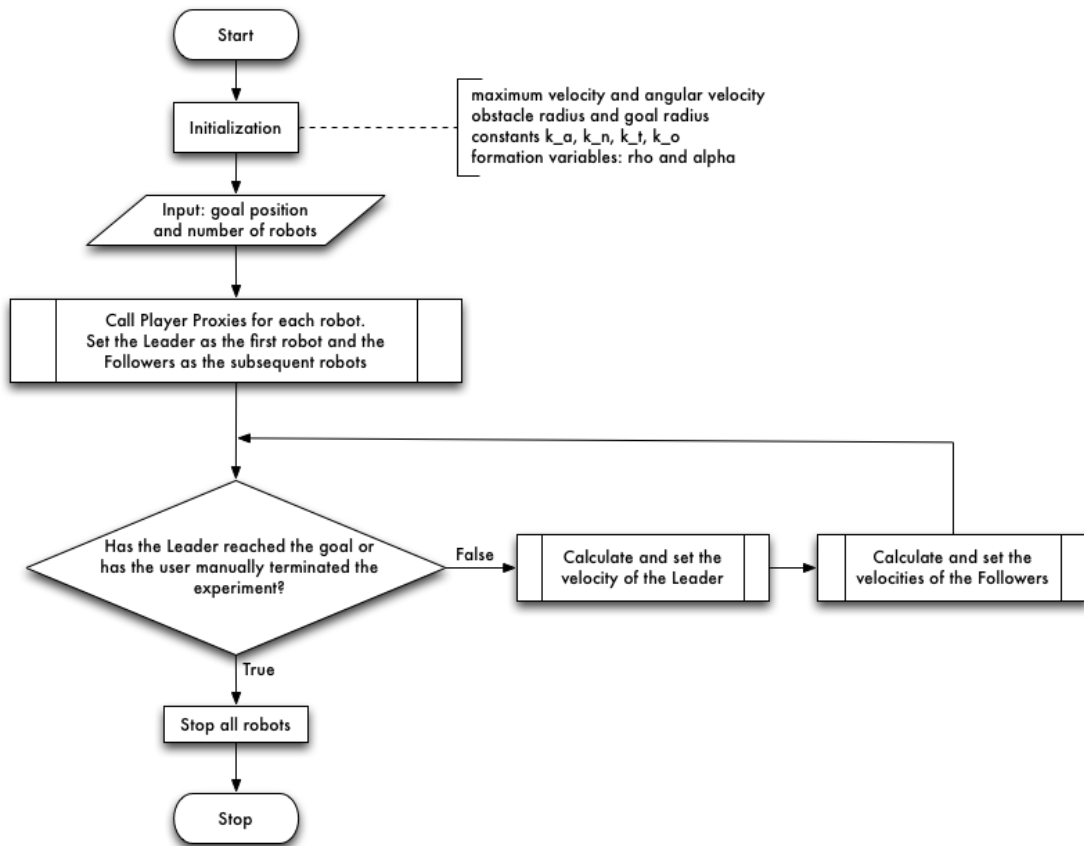 Start
Initialization
maximum velocity and angular velocity
obstacle radius and goal radius
constants k_a, k_n, k_t, k_o
formation variables: rho and alpha
Input: goal position
and number of robots
Call Player Proxies for each robot.
Set the Leader as the first robot and the
Followers as the subsequent robots
Has the Leader reached the goal or
has the user manually terminated the
experiment?
False
Calculate and set the
velocity of the Leader
Calculate and set the
velocities of the Followers
True
Stop all robots
Stop